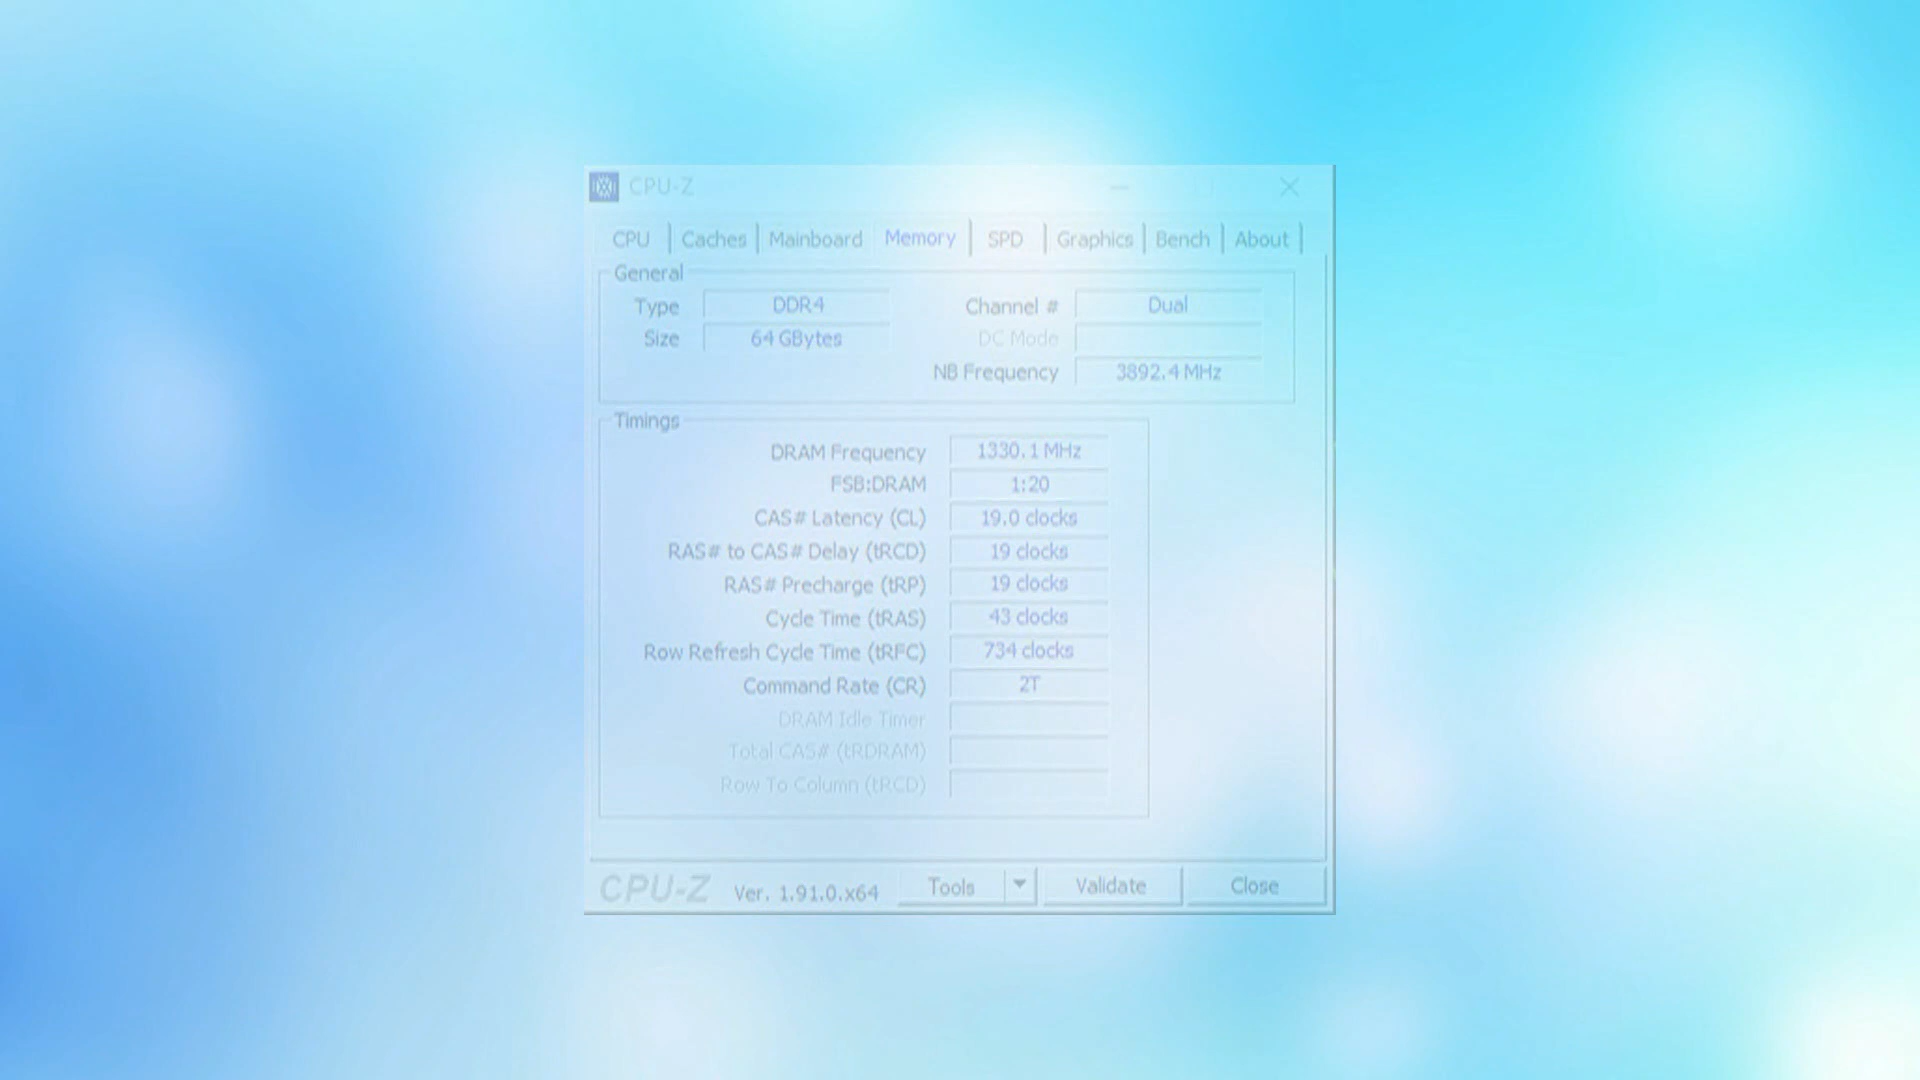 CPU-Z
CPU Caches Mainboard Memory SPD Graphics Bench About
General
Type DDR4 Channel # Dual
Size 64 GBytes DC Mode
NB Frequency 3892.4 MHz
Timings
DRAM Frequency 1330.1 MHz
FSB:DRAM 1:20
CAS# Latency (CL) 19.0 clocks
RAS# to CAS# Delay (tRCD) 19 clocks
RAS# Precharge (tRP) 19 clocks
Cycle Time (tRAS) 43 clocks
Row Refresh Cycle Time (tRFC) 734 clocks
Command Rate (CR) 2T
DRAM Idle Timer
Total CAS# (tRDRAM)
Row To Column (tRCD)
CPU-Z Ver. 1.91.0.x64 Tools Validate Close